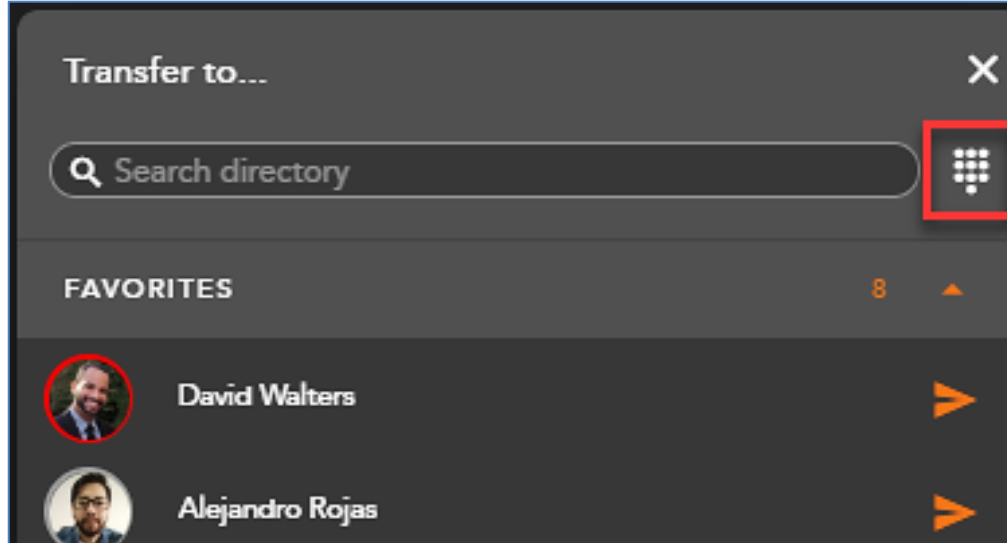 Transfer to...
Search directory
FAVORITES 8
David Walters
Alejandro Rojas